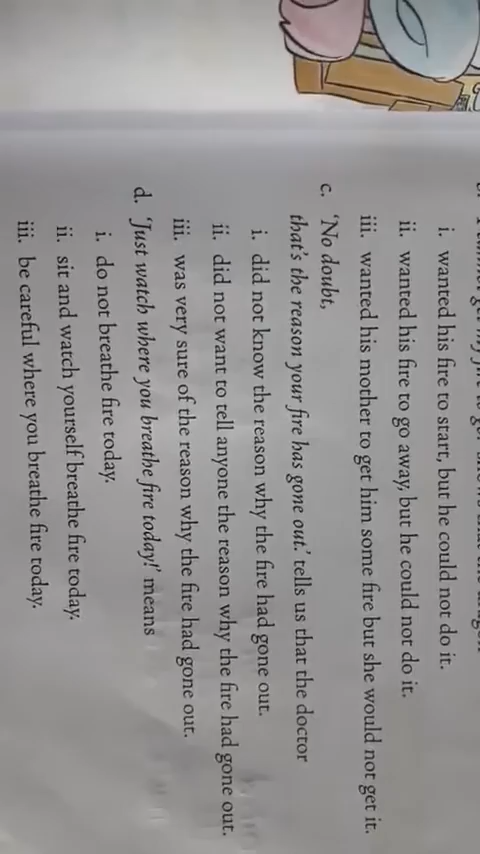 i. wanted his fire to start, but he could not do it.
ii. wanted his fire to go away, but he could not do it.
iii. wanted his mother to get him some fire but she would not get it.
c. 'No doubt,
that's the reason your fire has gone out.' tells us that the doctor
i. did not know the reason why the fire had gone out.
ii. did not want to tell anyone the reason why the fire had gone out.
iii. was very sure of the reason why the fire had gone out.
d. 'Just watch where you breathe fire today!' means
i. do not breathe fire today.
ii. sit and watch yourself breathe fire today.
iii. be careful where you breathe fire today.